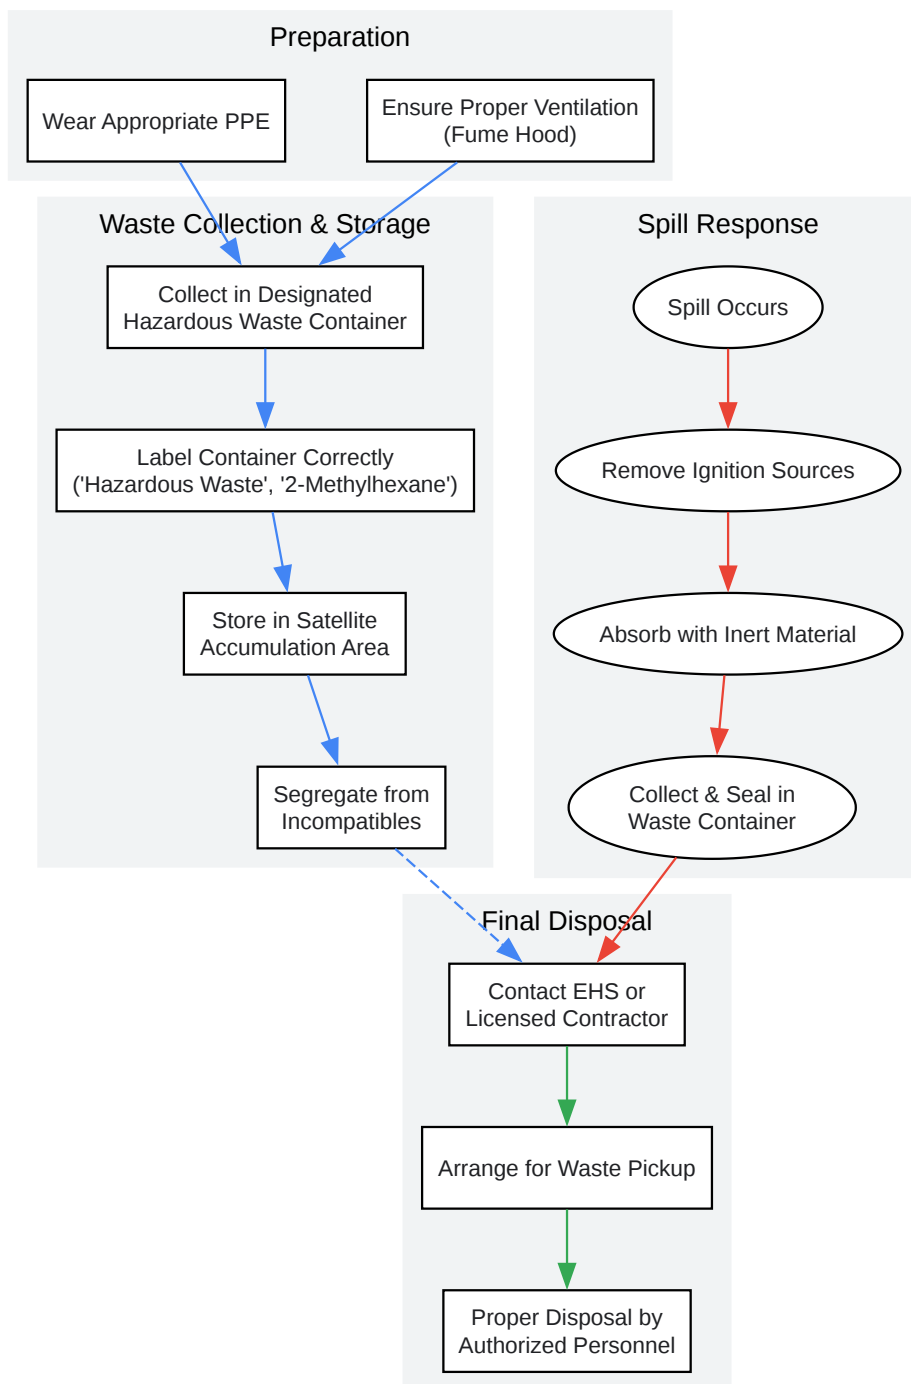 Preparation
Wear Appropriate PPE
Ensure Proper Ventilation
(Fume Hood)
Waste Collection & Storage
Collect in Designated
Hazardous Waste Container
Label Container Correctly
('Hazardous Waste', '2-Methylhexane')
Store in Satellite
Accumulation Area
Segregate from
Incompatibles
Spill Response
Spill Occurs
Remove Ignition Sources
Absorb with Inert Material
Collect & Seal in
Waste Container
Final Disposal
Contact EHS or
Licensed Contractor
Arrange for Waste Pickup
Proper Disposal by
Authorized Personnel